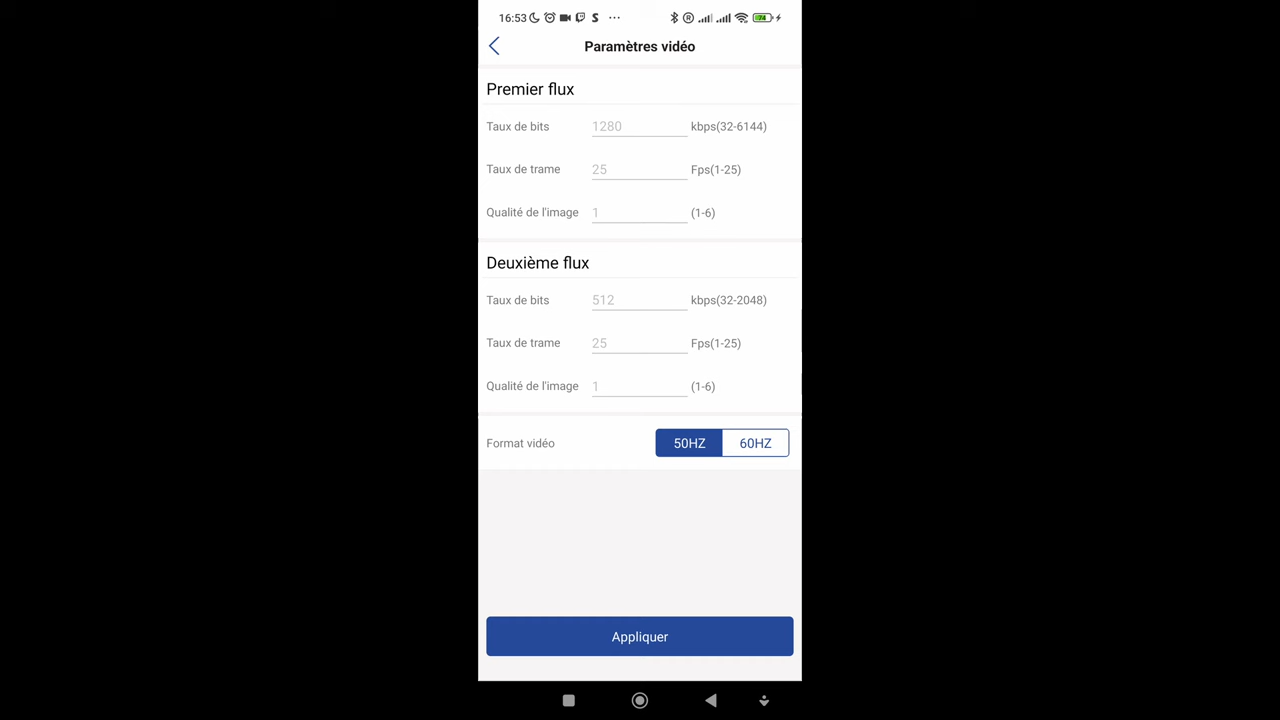 16:53 S ... R 74
Paramètres vidéo
Premier flux
Taux de bits 1280 kbps(32-6144)
Taux de trame 25 Fps(1-25)
Qualité de l'image 1 (1-6)
Deuxième flux
Taux de bits 512 kbps(32-2048)
Taux de trame 25 Fps(1-25)
Qualité de l'image 1 (1-6)
Format vidéo 50HZ 60HZ
Appliquer